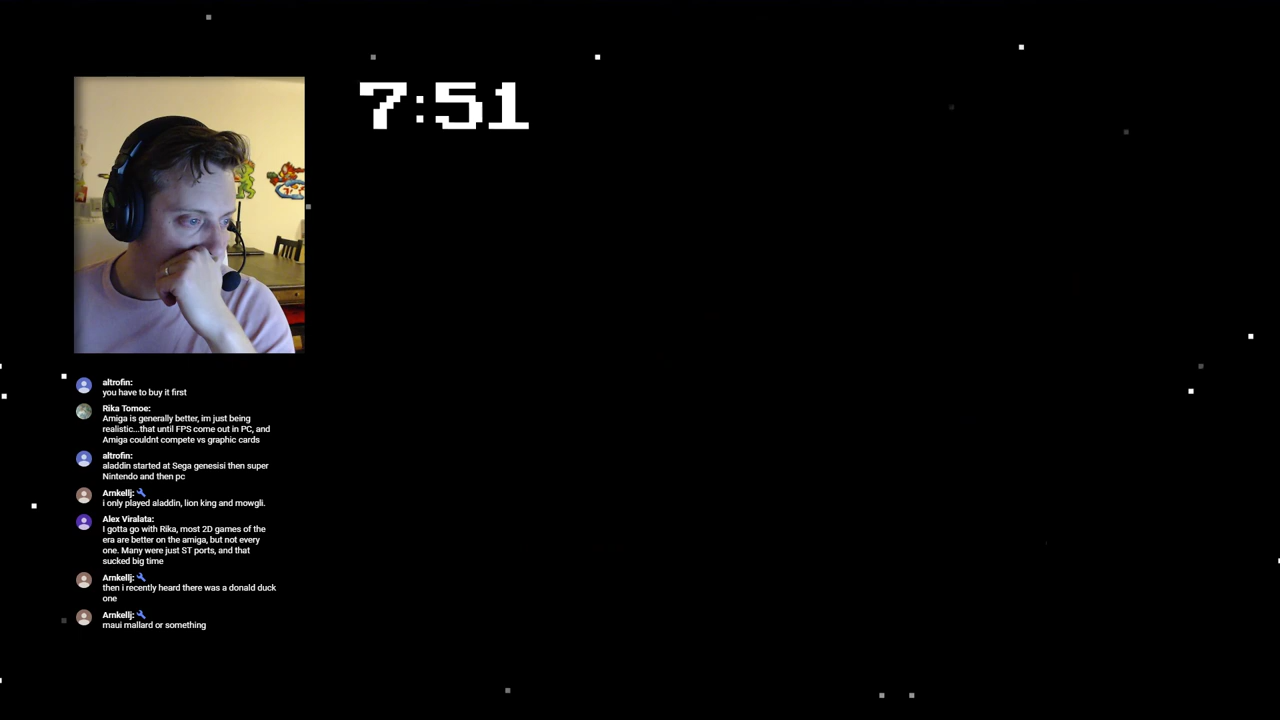 7:51
altrofin:
you have to buy it first
Rika Tomoe:
Amiga is generally better, im just being
realistic...that until FPS come out in PC, and
Amiga couldnt compete vs graphic cards
altrofin:
aladdin started at Sega genesisi then super
Nintendo and then pc
Arnkellj:
i only played aladdin, lion king and mowgli.
Alex Viralata:
I gotta go with Rika, most 2D games of the
era are better on the amiga, but not every
one. Many were just ST ports, and that
sucked big time
Arnkellj:
then i recently heard there was a donald duck
one
Arnkellj:
maui mallard or something